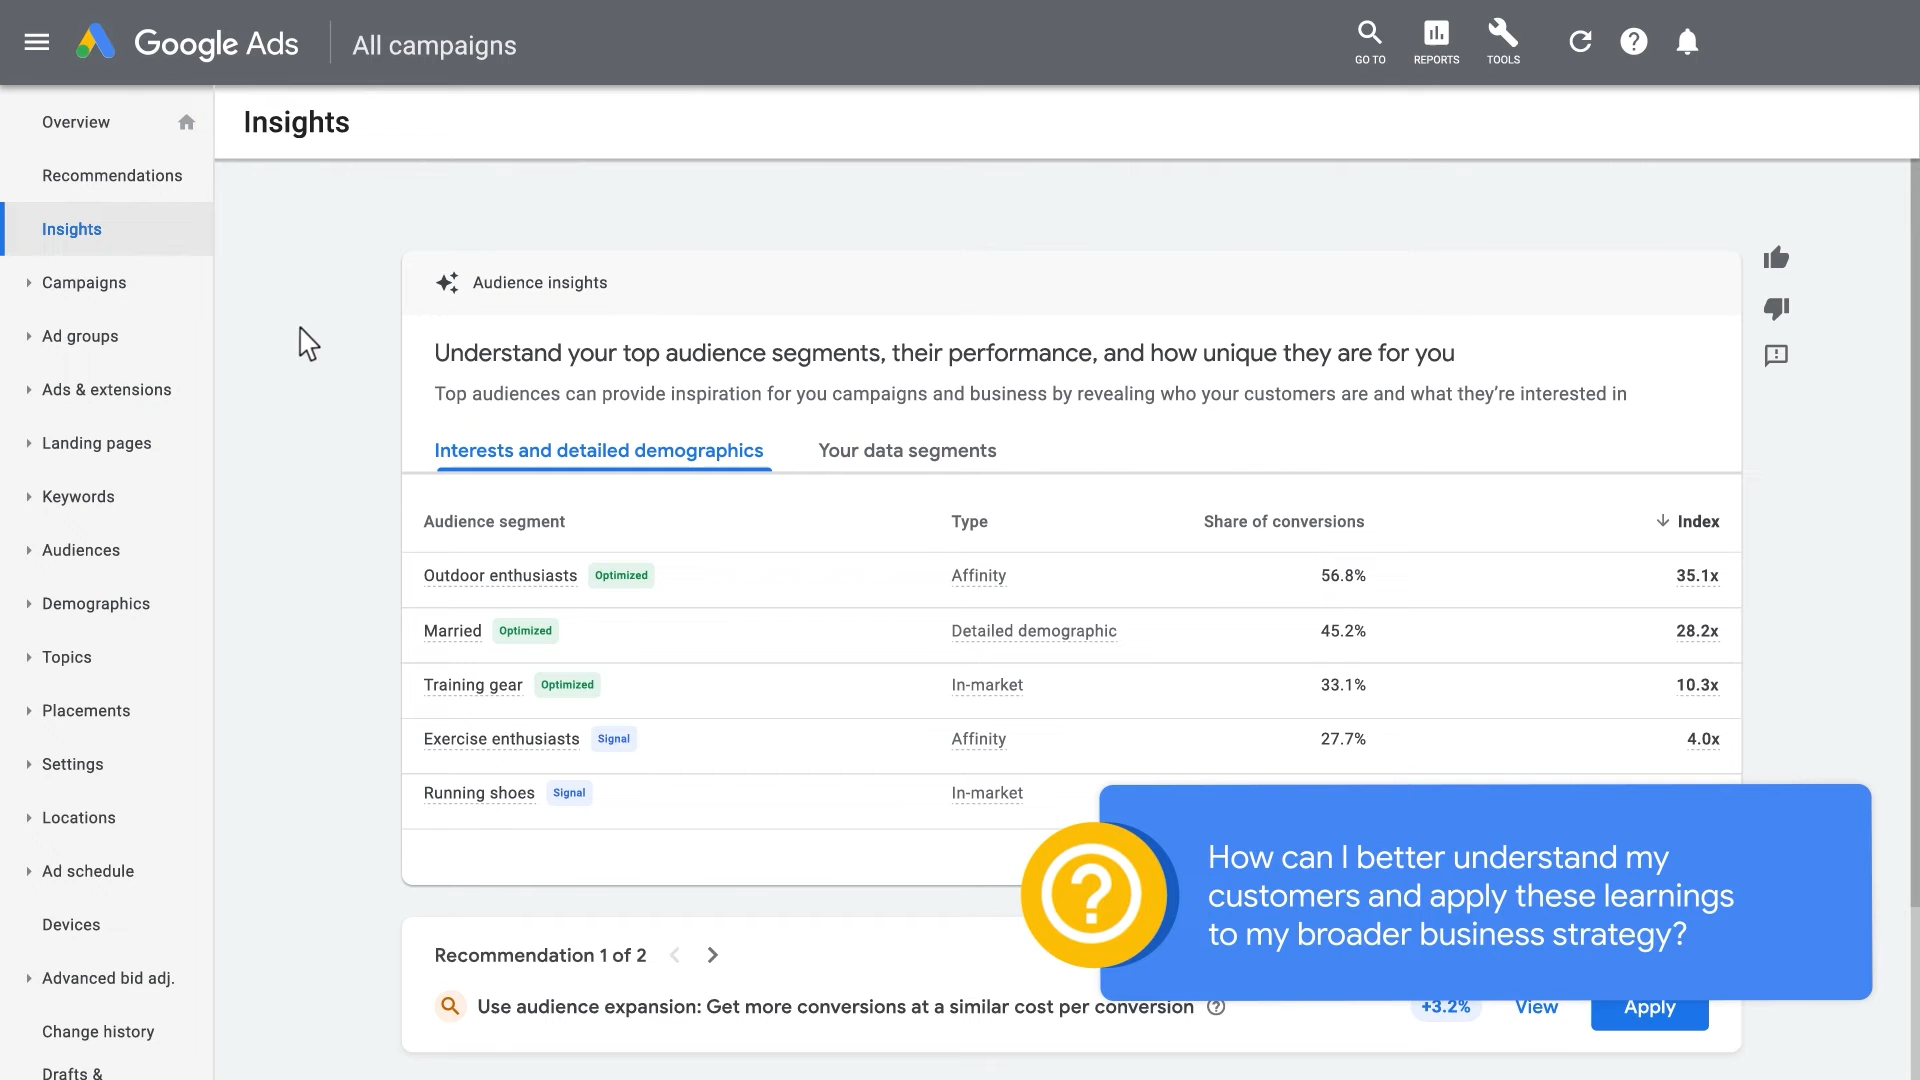 Google Ads
All campaigns
GO TO
REPORTS
TOOLS
Overview
Recommendations
Insights
Campaigns
Ad groups
Ads & extensions
Landing pages
Keywords
Audiences
Demographics
Topics
Placements
Settings
Locations
Ad schedule
Devices
Advanced bid adj.
Change history
Drafts &
Insights
Audience insights
Understand your top audience segments, their performance, and how unique they are for you
Top audiences can provide inspiration for you campaigns and business by revealing who your customers are and what they’re interested in
Interests and detailed demographics
Your data segments
Audience segment Type Share of conversions Index
Outdoor enthusiasts Optimized Affinity 56.8% 35.1x
Married Optimized Detailed demographic 45.2% 28.2x
Training gear Optimized In-market 33.1% 10.3x
Exercise enthusiasts Signal Affinity 27.7% 4.0x
Running shoes Signal In-market
How can I better understand my
customers and apply these learnings
to my broader business strategy?
Recommendation 1 of 2
Use audience expansion: Get more conversions at a similar cost per conversion +3.2% View Apply